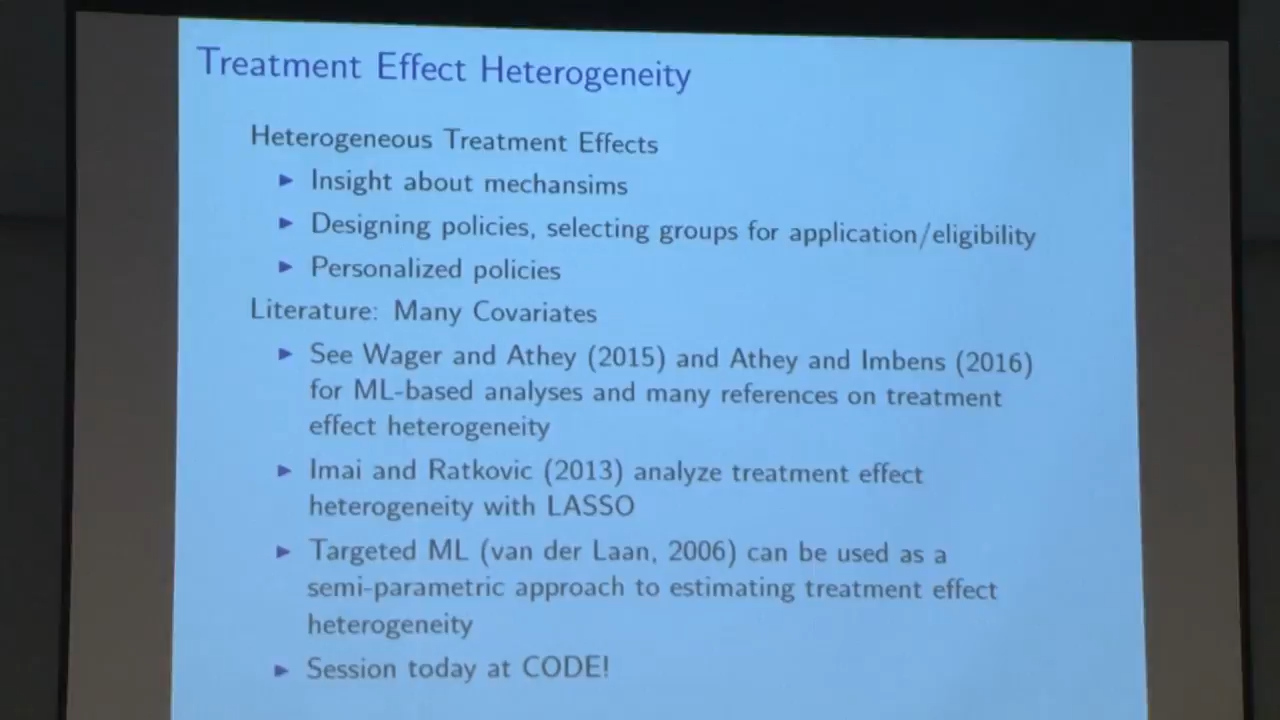 Treatment Effect Heterogeneity
Heterogeneous Treatment Effects
► Insight about mechansims
► Designing policies, selecting groups for application/eligibility
► Personalized policies
Literature: Many Covariates
► See Wager and Athey (2015) and Athey and Imbens (2016)
for ML-based analyses and many references on treatment
effect heterogeneity
► Imai and Ratkovic (2013) analyze treatment effect
heterogeneity with LASSO
► Targeted ML (van der Laan, 2006) can be used as a
semi-parametric approach to estimating treatment effect
heterogeneity
► Session today at CODE!